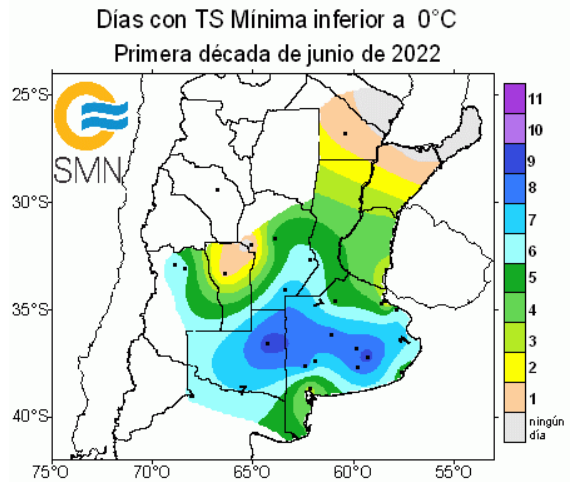 Días con TS Mínima inferior a 0°C
Primera década de junio de 2022
SMN
25°S
30°S
35°S
40°S
75°O
70°O
65°O
60°O
55°O
11
10
9
8
7
6
5
4
3
2
1
ningún
día
7